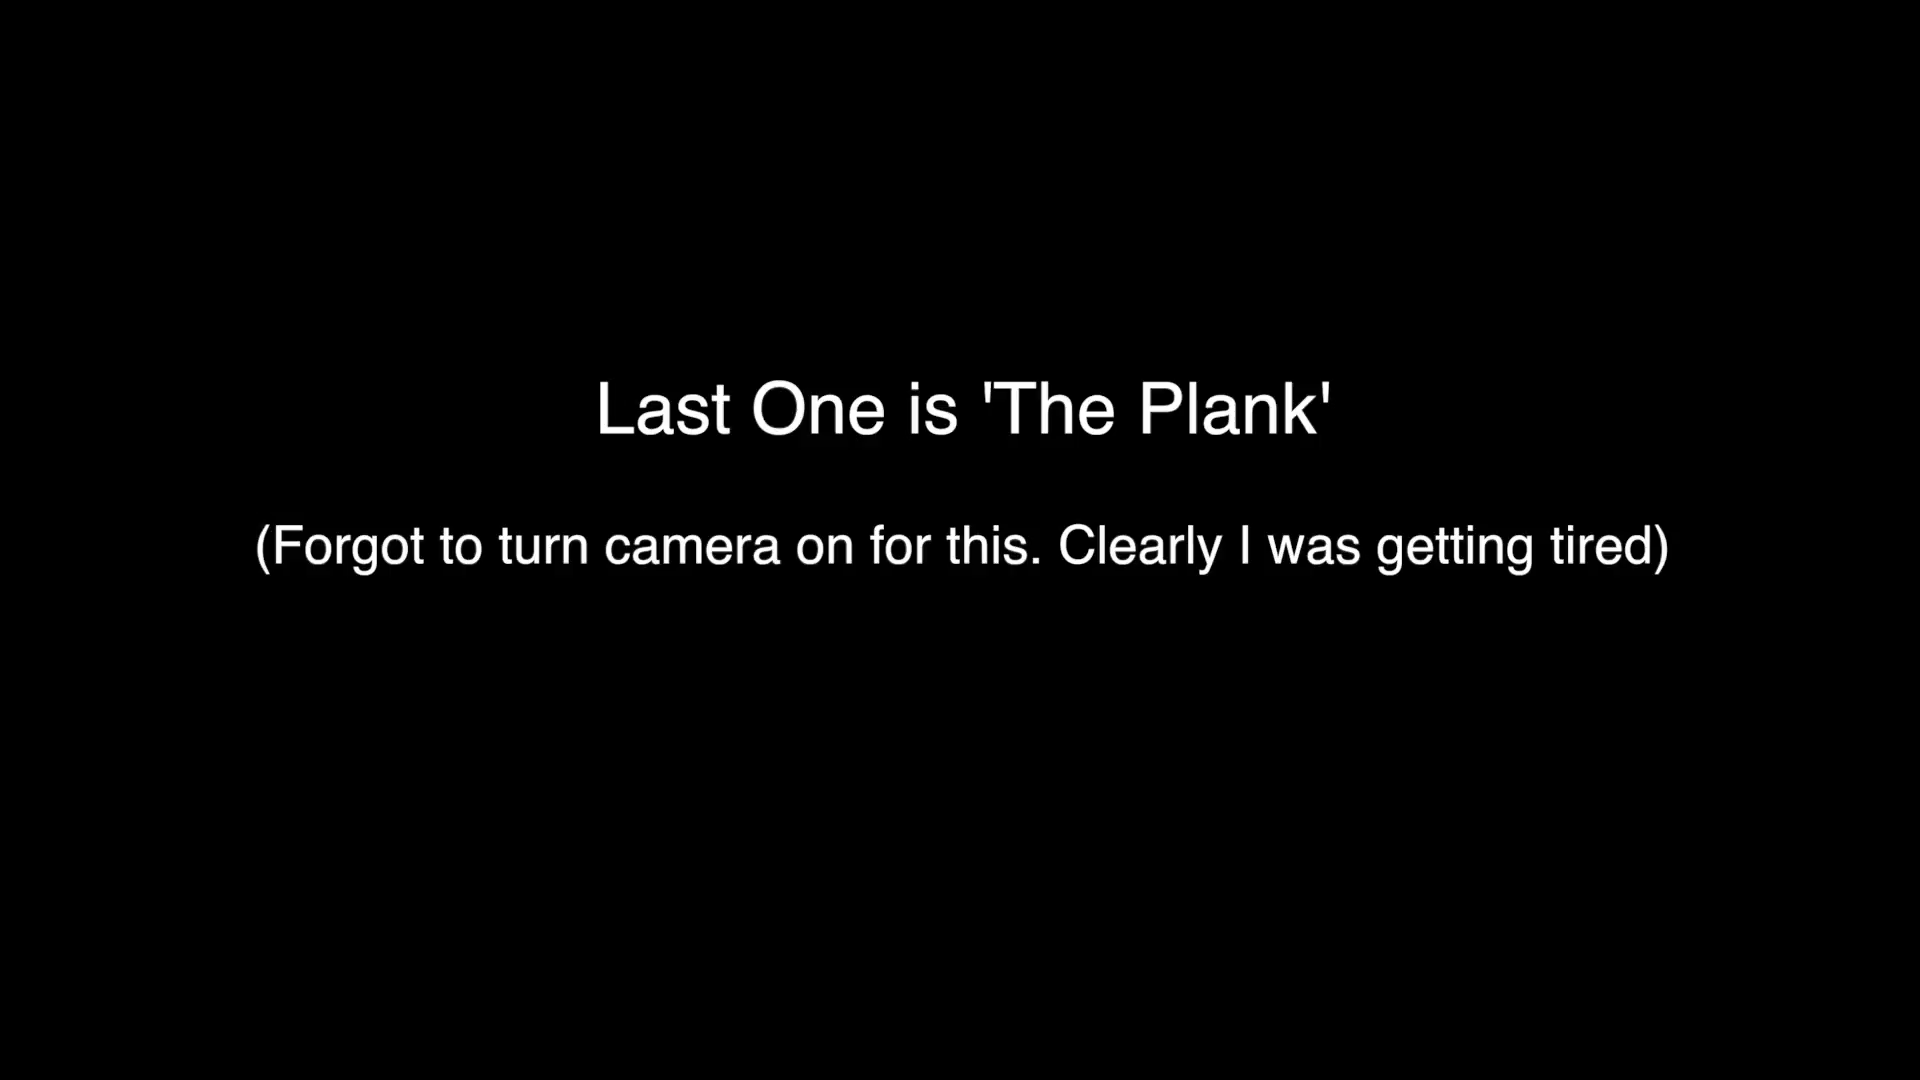 Last One is 'The Plank'
(Forgot to turn camera on for this. Clearly I was getting tired)